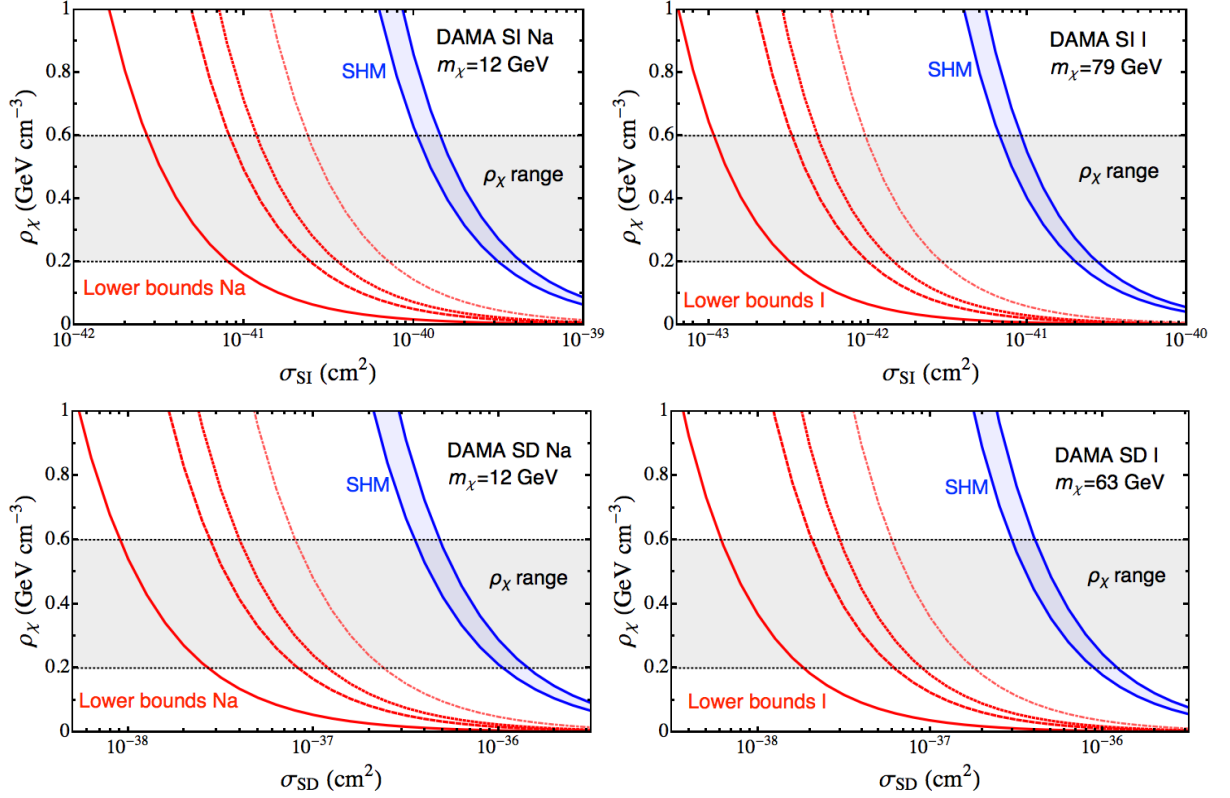 1
0.8
0.6
0.4
0.2
0
ρχ (GeV cm⁻³)
DAMA SI Na
mχ=12 GeV
SHM
ρχ range
Lower bounds Na
10⁻⁴² 10⁻⁴¹ 10⁻⁴⁰ 10⁻³⁹
σSI (cm²)
1
0.8
0.6
0.4
0.2
0
ρχ (GeV cm⁻³)
DAMA SI I
mχ=79 GeV
SHM
ρχ range
Lower bounds I
10⁻⁴³ 10⁻⁴² 10⁻⁴¹ 10⁻⁴⁰
σSI (cm²)
1
0.8
0.6
0.4
0.2
0
ρχ (GeV cm⁻³)
DAMA SD Na
mχ=12 GeV
SHM
ρχ range
Lower bounds Na
10⁻³⁸ 10⁻³⁷ 10⁻³⁶
σSD (cm²)
1
0.8
0.6
0.4
0.2
0
ρχ (GeV cm⁻³)
DAMA SD I
mχ=63 GeV
SHM
ρχ range
Lower bounds I
10⁻³⁸ 10⁻³⁷ 10⁻³⁶
σSD (cm²)